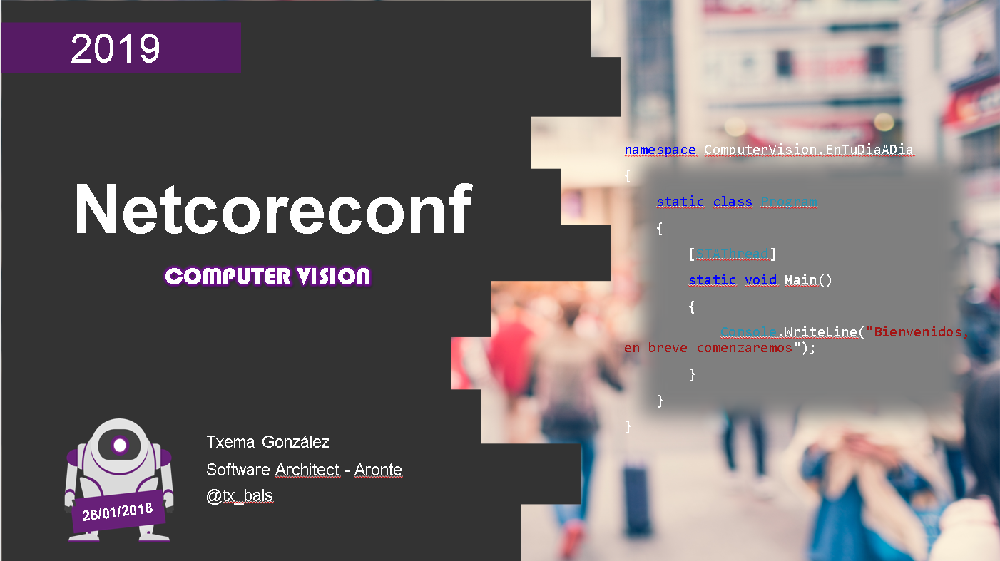 2019
Netcoreconf
COMPUTER VISION
Txema González
Software Architect - Aronte
@tx_bals
26/01/2018
namespace ComputerVision.EnTuDiaADia
{
static class Program
{
[STAThread]
static void Main()
{
Console.WriteLine("Bienvenidos,
en breve comenzaremos");
}
}
}